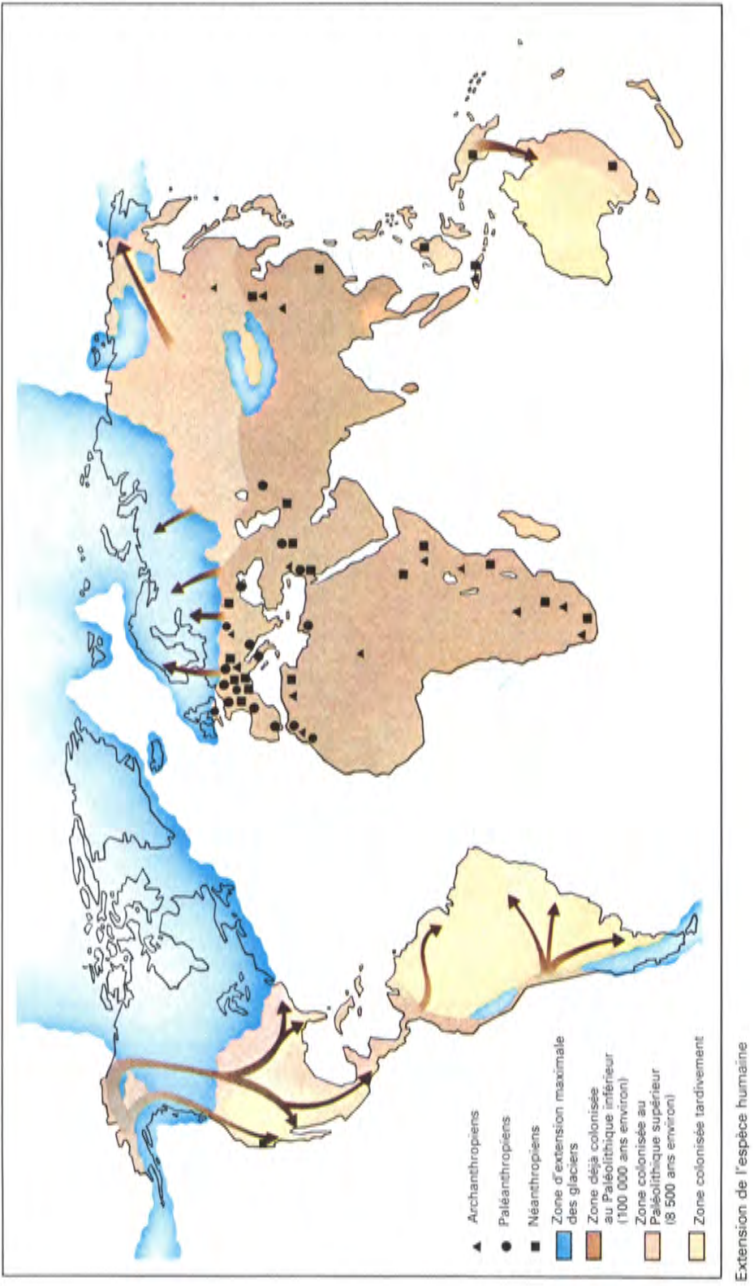 Archanthropiens
Paléanthropiens
Néanthropiens
Zone d'extension maximale
des glaciers
Zone déjà colonisée
au Paléolithique inférieur
(100 000 ans environ)
Zone colonisée au
Paléolithique supérieur
(8 500 ans environ)
Zone colonisée tardivement
Extension de l'espèce humaine